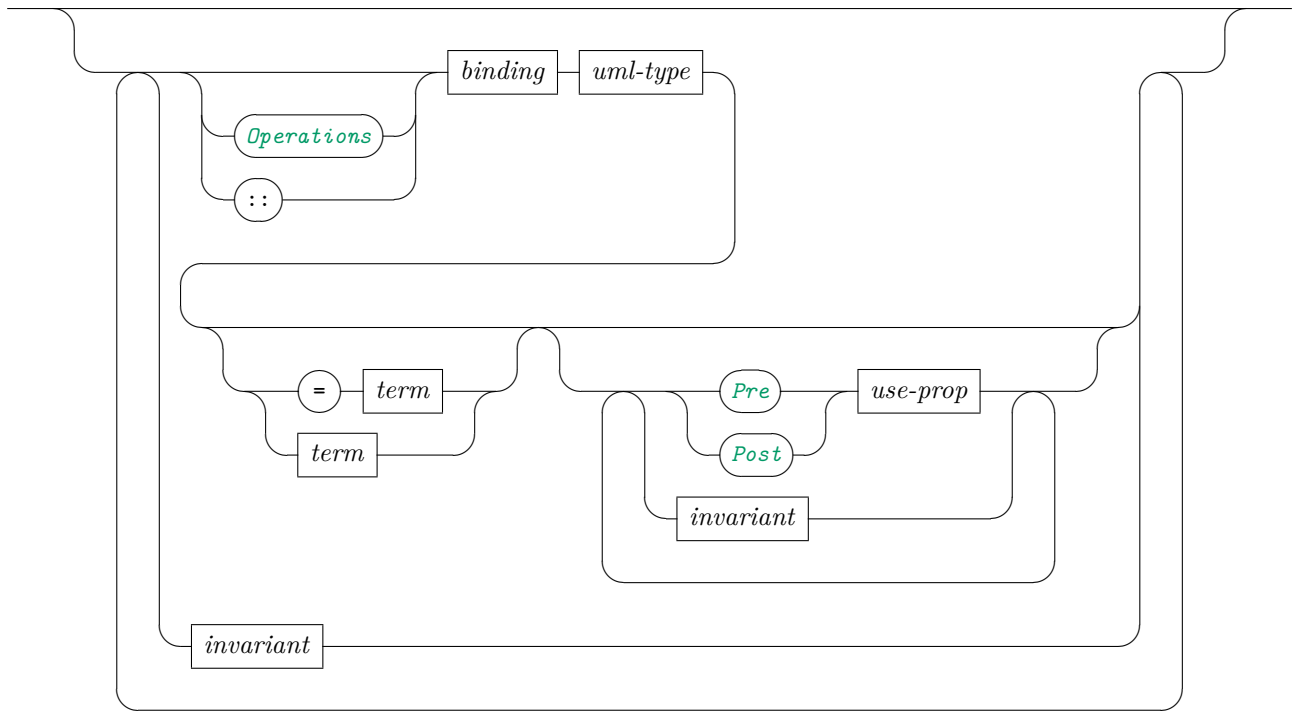 binding uml-type
Operations
::
= term Pre use-prop
term Post
invariant
invariant